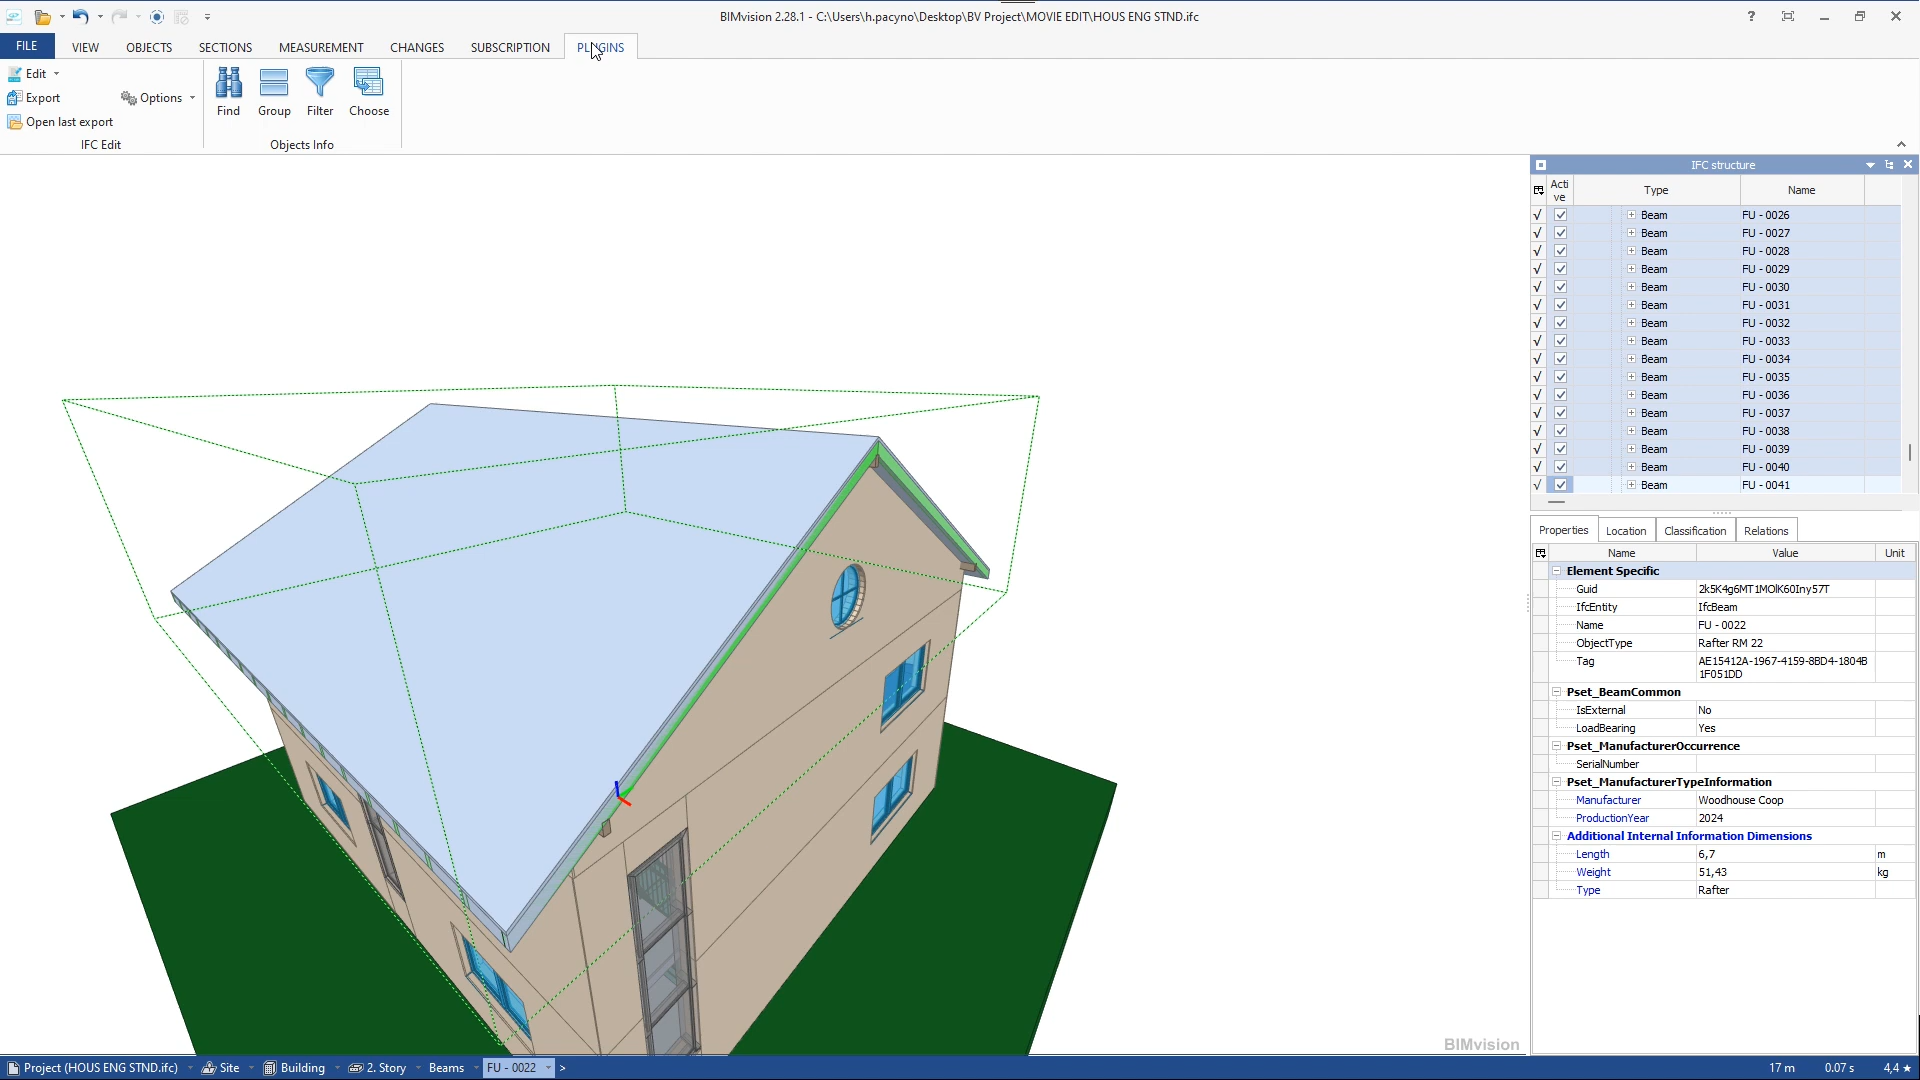 BIMvision 2.28.1 - C:\Users\h.pacyno\Desktop\BV Project\MOVIE EDIT\HOUS ENG STND.ifc
?
FILE VIEW OBJECTS SECTIONS MEASUREMENT CHANGES SUBSCRIPTION PLUGINS
Edit
Export Options
Open last export
Find Group Filter Choose
IFC Edit Objects Info
IFC structure
Acti
ve
Type Name
Beam FU - 0026
Beam FU - 0027
Beam FU - 0028
Beam FU - 0029
Beam FU - 0030
Beam FU - 0031
Beam FU - 0032
Beam FU - 0033
Beam FU - 0034
Beam FU - 0035
Beam FU - 0036
Beam FU - 0037
Beam FU - 0038
Beam FU - 0039
Beam FU - 0040
Beam FU - 0041
Properties Location Classification Relations
Name Value Unit
Element Specific
Guid 2k5K4g6MT1MOlK60Iny57T
IfcEntity IfcBeam
Name FU - 0022
ObjectType Rafter RM 22
Tag AE15412A-1967-4159-8BD4-1804B
1F051DD
Pset_BeamCommon
IsExternal No
LoadBearing Yes
Pset_ManufacturerOccurrence
SerialNumber
Pset_ManufacturerTypeInformation
Manufacturer Woodhouse Coop
ProductionYear 2024
Additional Internal Information Dimensions
Length 6,7 m
Weight 51,43 kg
Type Rafter
BIMvision
Project (HOUS ENG STND.ifc) Site Building 2. Story Beams FU - 0022 > 17 m 0.07 s 4,4 ★